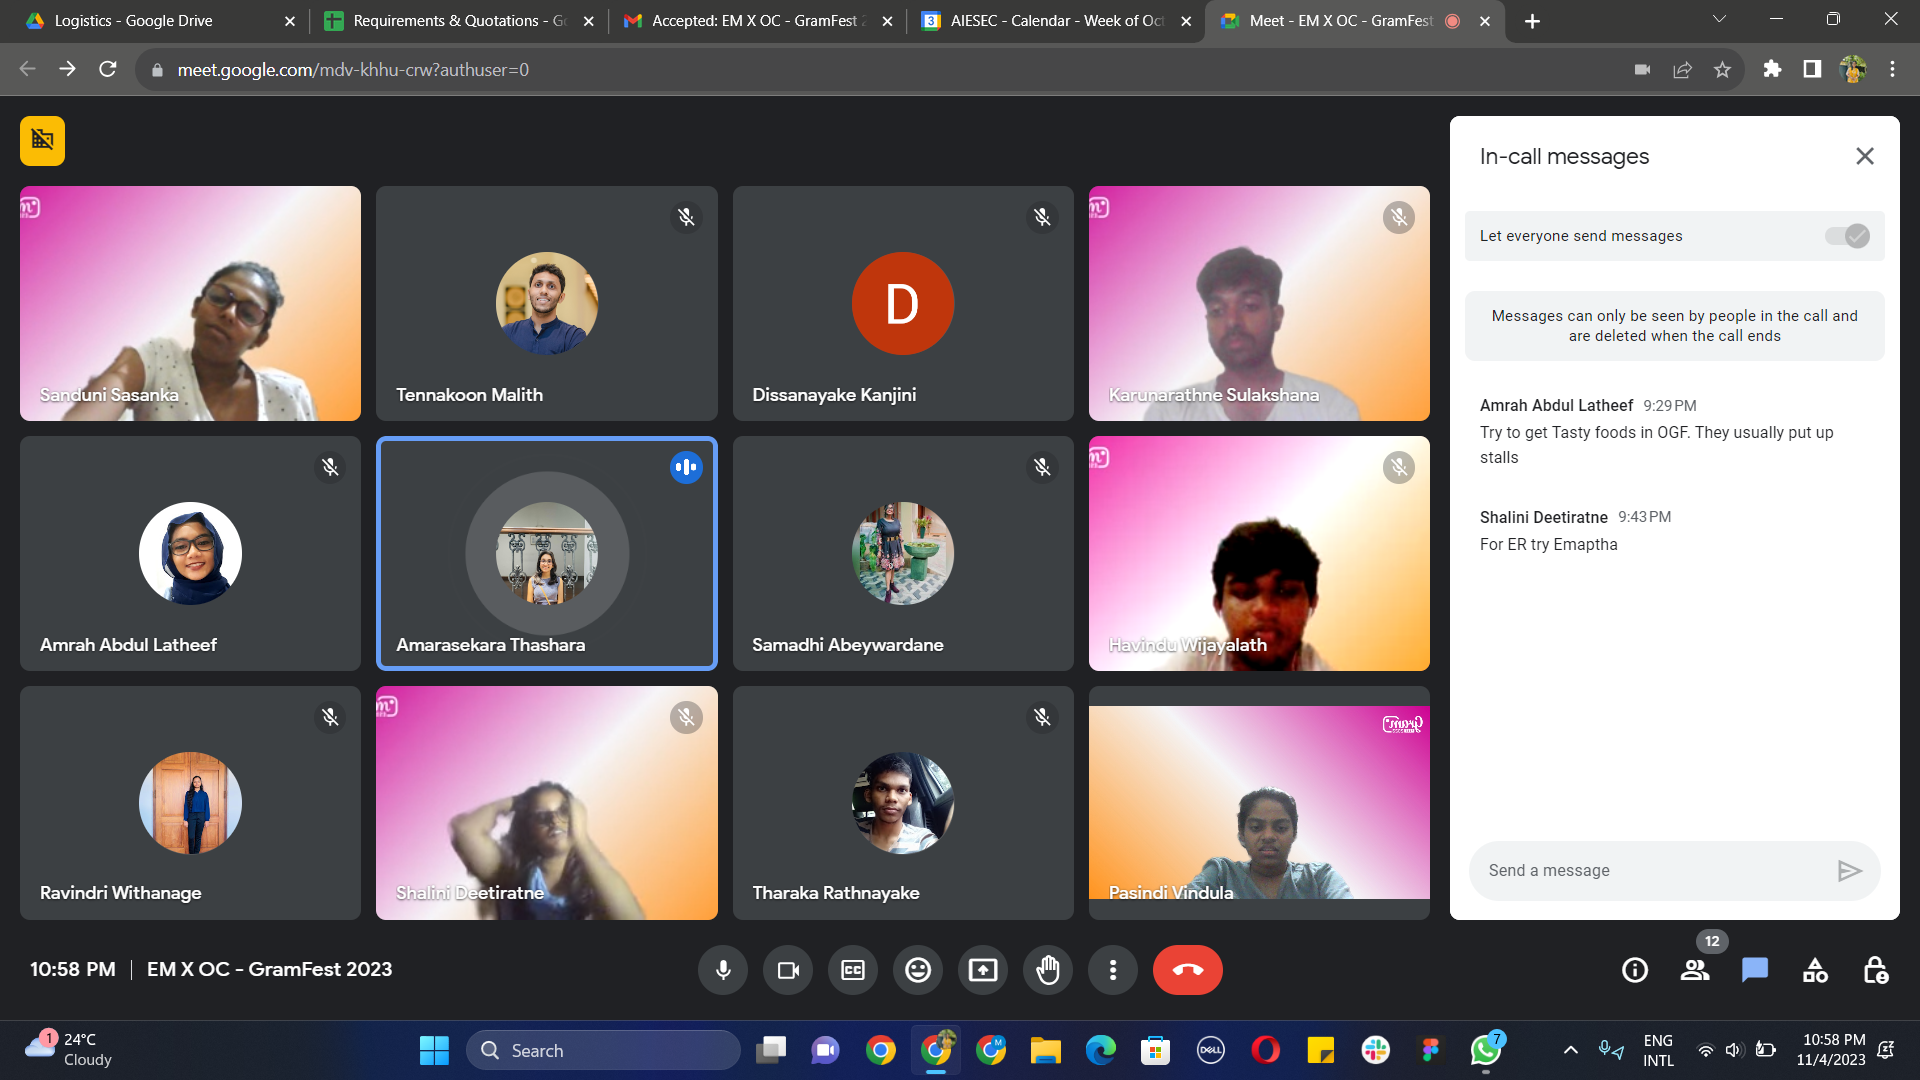 Logistics - Google Drive
Requirements & Quotations - Go
Accepted: EM X OC - GramFest 2
AIESEC - Calendar - Week of Oct
Meet - EM X OC - GramFest
meet.google.com/mdv-khhu-crw?authuser=0
In-call messages
Let everyone send messages
Messages can only be seen by people in the call and
are deleted when the call ends
Amrah Abdul Latheef 9:29 PM
Try to get Tasty foods in OGF. They usually put up
stalls
Shalini Deetiratne 9:43 PM
For ER try Emaptha
Send a message
Sanduni Sasanka
Tennakoon Malith
D
Dissanayake Kanjini
Karunarathne Sulakshana
Amrah Abdul Latheef
Amarasekara Thashara
Samadhi Abeywardane
Havindu Wijayalath
Ravindri Withanage
Shalini Deetiratne
Tharaka Rathnayake
Gram
Pasindi Vindula
10:58 PM | EM X OC - GramFest 2023
CC
12
1
24°C
Cloudy
Search
M
DELL
7
ENG
INTL
10:58 PM
11/4/2023